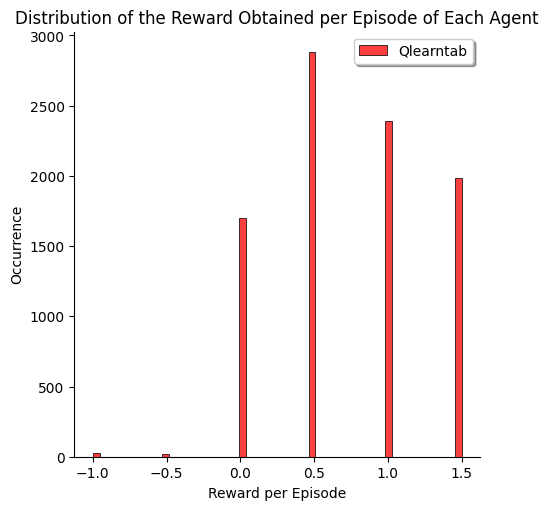 Distribution of the Reward Obtained per Episode of Each Agent
Qlearntab
3000
2500
2000
1500
1000
500
0
Occurrence
−1.0 −0.5 0.0 0.5 1.0 1.5
Reward per Episode